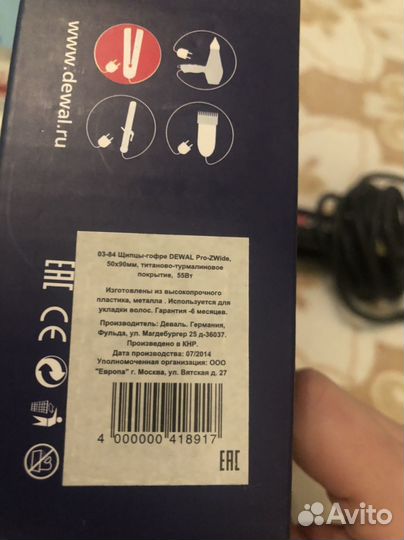 www.dewal.ru
03-84 Щипцы-гофре DEWAL Pro-ZWide,
50х90мм, титаново-турмалиновое
покрытие, 55Вт
Изготовлены из высокопрочного
пластика, металла . Используется для
укладки волос. Гарантия -6 месяцев.
Производитель: Деваль. Германия,
Фульда, ул. Магдебургер 25 д-36037.
Произведено в КНР.
Дата производства: 07/2014
Уполномоченная организация: ООО
"Европа" г. Москва, ул. Вятская д. 27
4 000000 418917
EAC
EAC
CE
Avito